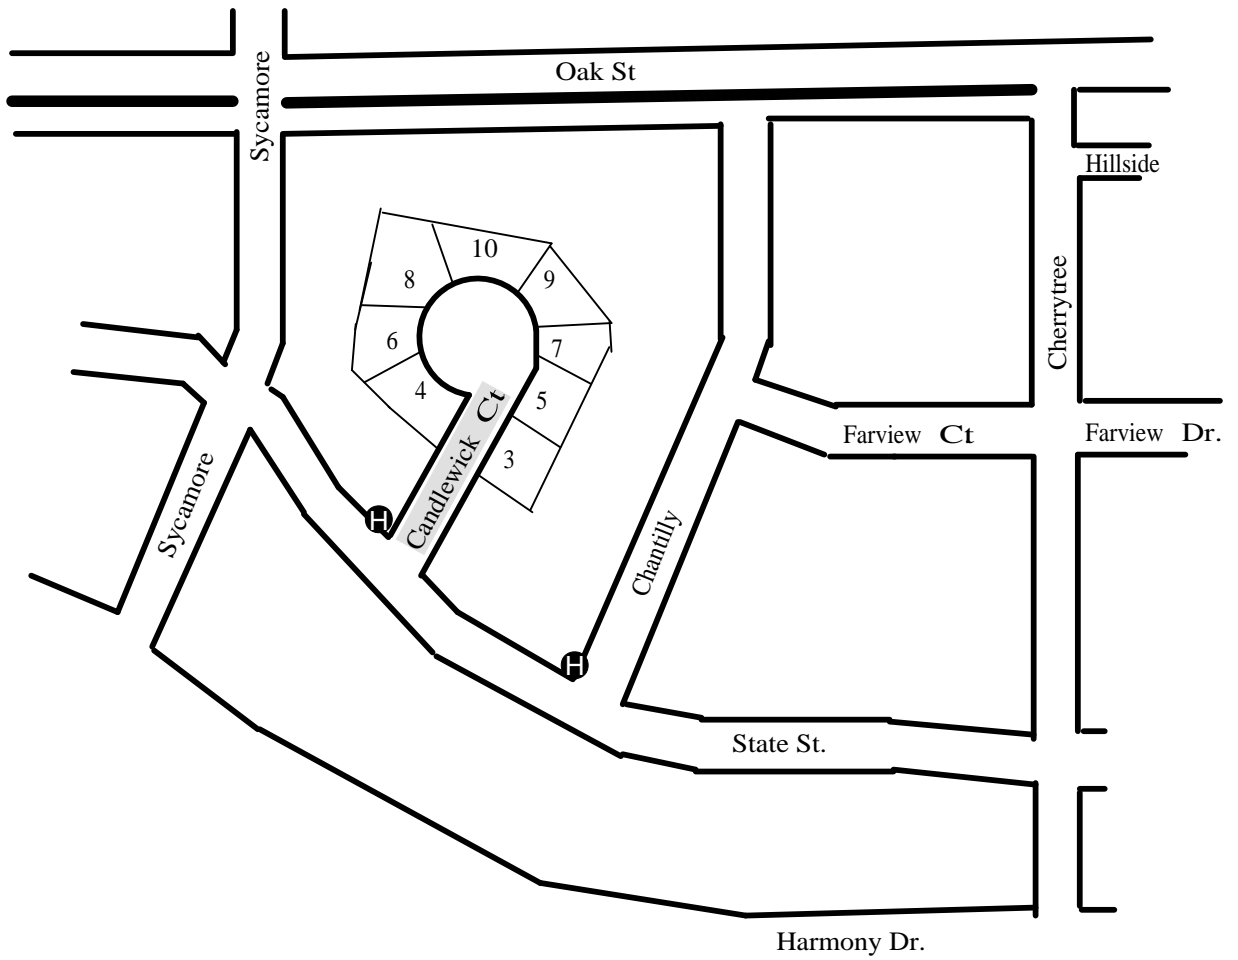 Oak St
Sycamore
Hillside
10
8
9
Cherrytree
6
7
4
5
Candlewick Ct
Farview Ct
Farview Dr.
3
Sycamore
H
Chantilly
H
State St.
Harmony Dr.